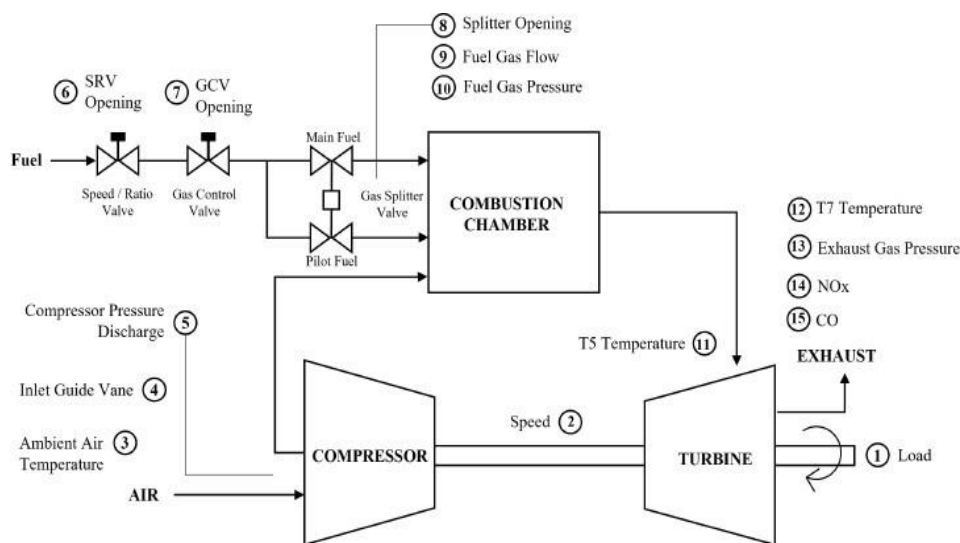 8 Splitter Opening
9 Fuel Gas Flow
10 Fuel Gas Pressure
6 SRV
Opening
7 GCV
Opening
Main Fuel
Fuel
Speed / Ratio
Valve
Gas Control
Valve
Gas Splitter
Valve
Pilot Fuel
COMBUSTION
CHAMBER
12 T7 Temperature
13 Exhaust Gas Pressure
14 NOx
15 CO
EXHAUST
Compressor Pressure
Discharge 5
T5 Temperature 11
Inlet Guide Vane 4
Speed 2
Ambient Air
Temperature 3
COMPRESSOR
TURBINE
1 Load
AIR